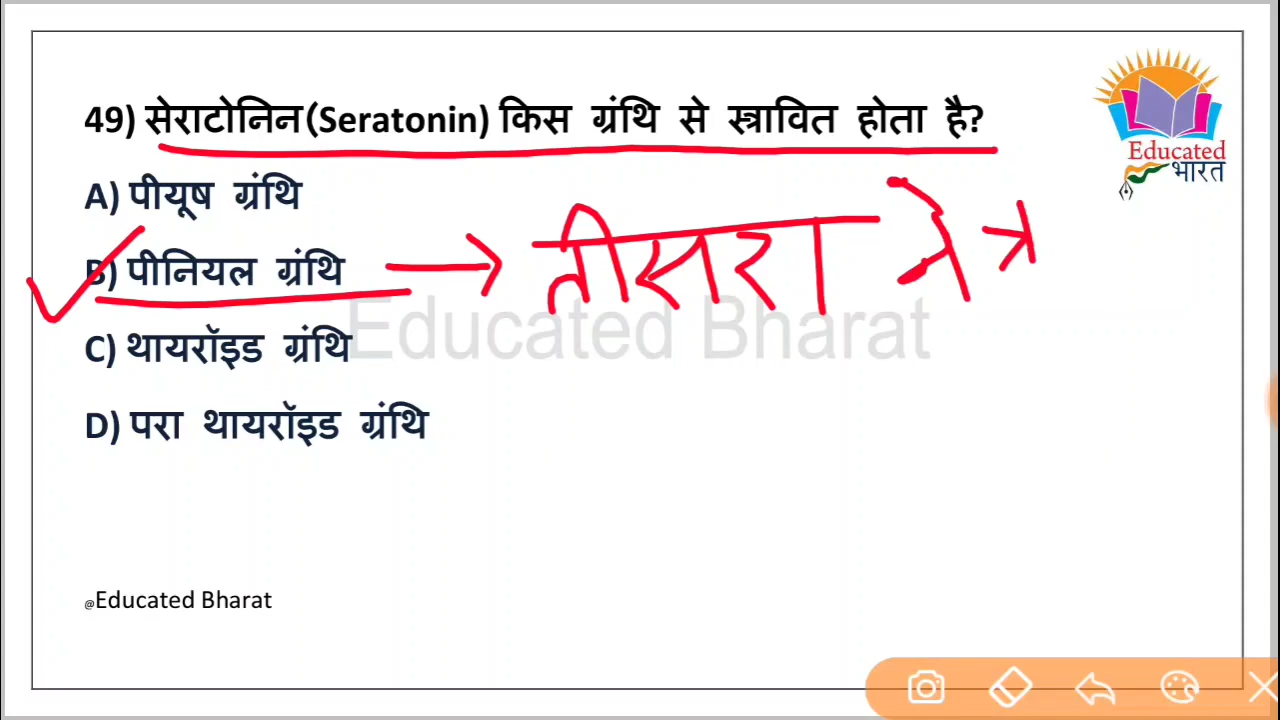 49) सेराटोनिन(Seratonin) किस ग्रंथि से स्त्रावित होता है?
A) पीयूष ग्रंथि
B) पीनियल ग्रंथि
तीसरा नेत्र
C) थायरॉइड ग्रंथि
D) परा थायरॉइड ग्रंथि
Educated
भारत
Educated Bharat
@Educated Bharat